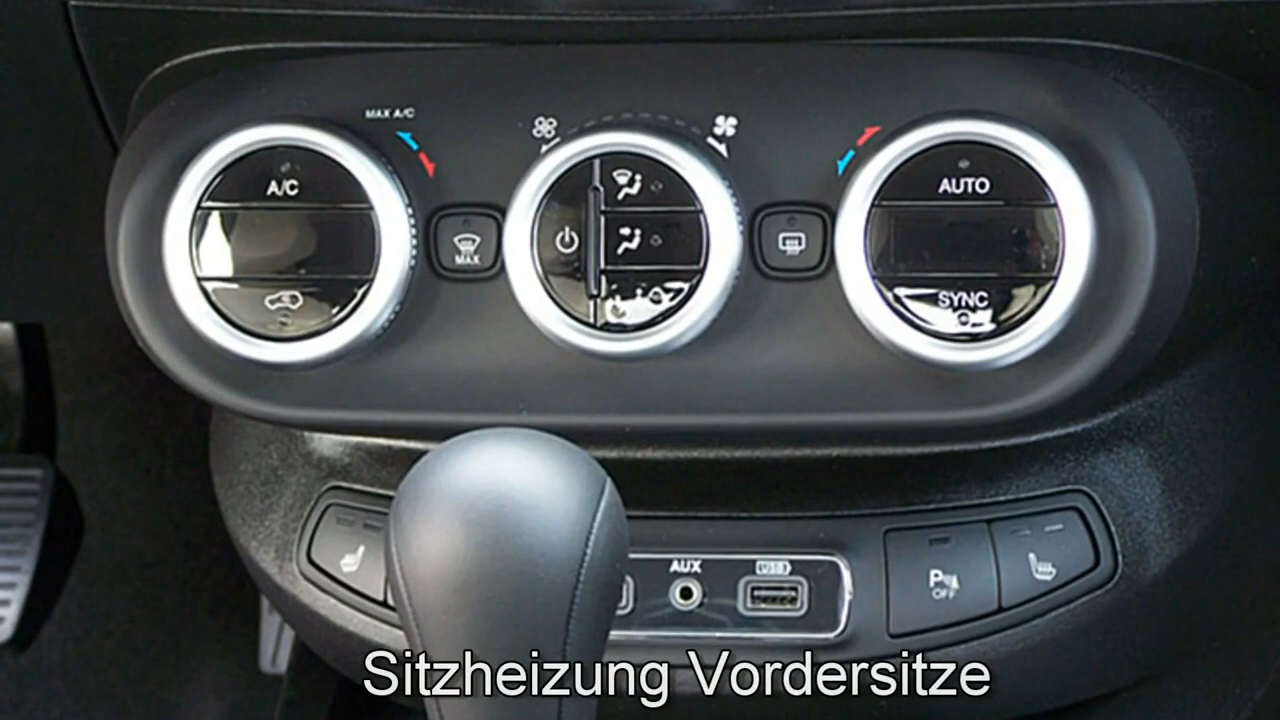 MAX A/C
A/C
MAX
AUTO
SYNC
AUX
USB
P OFF
Sitzheizung Vordersitze